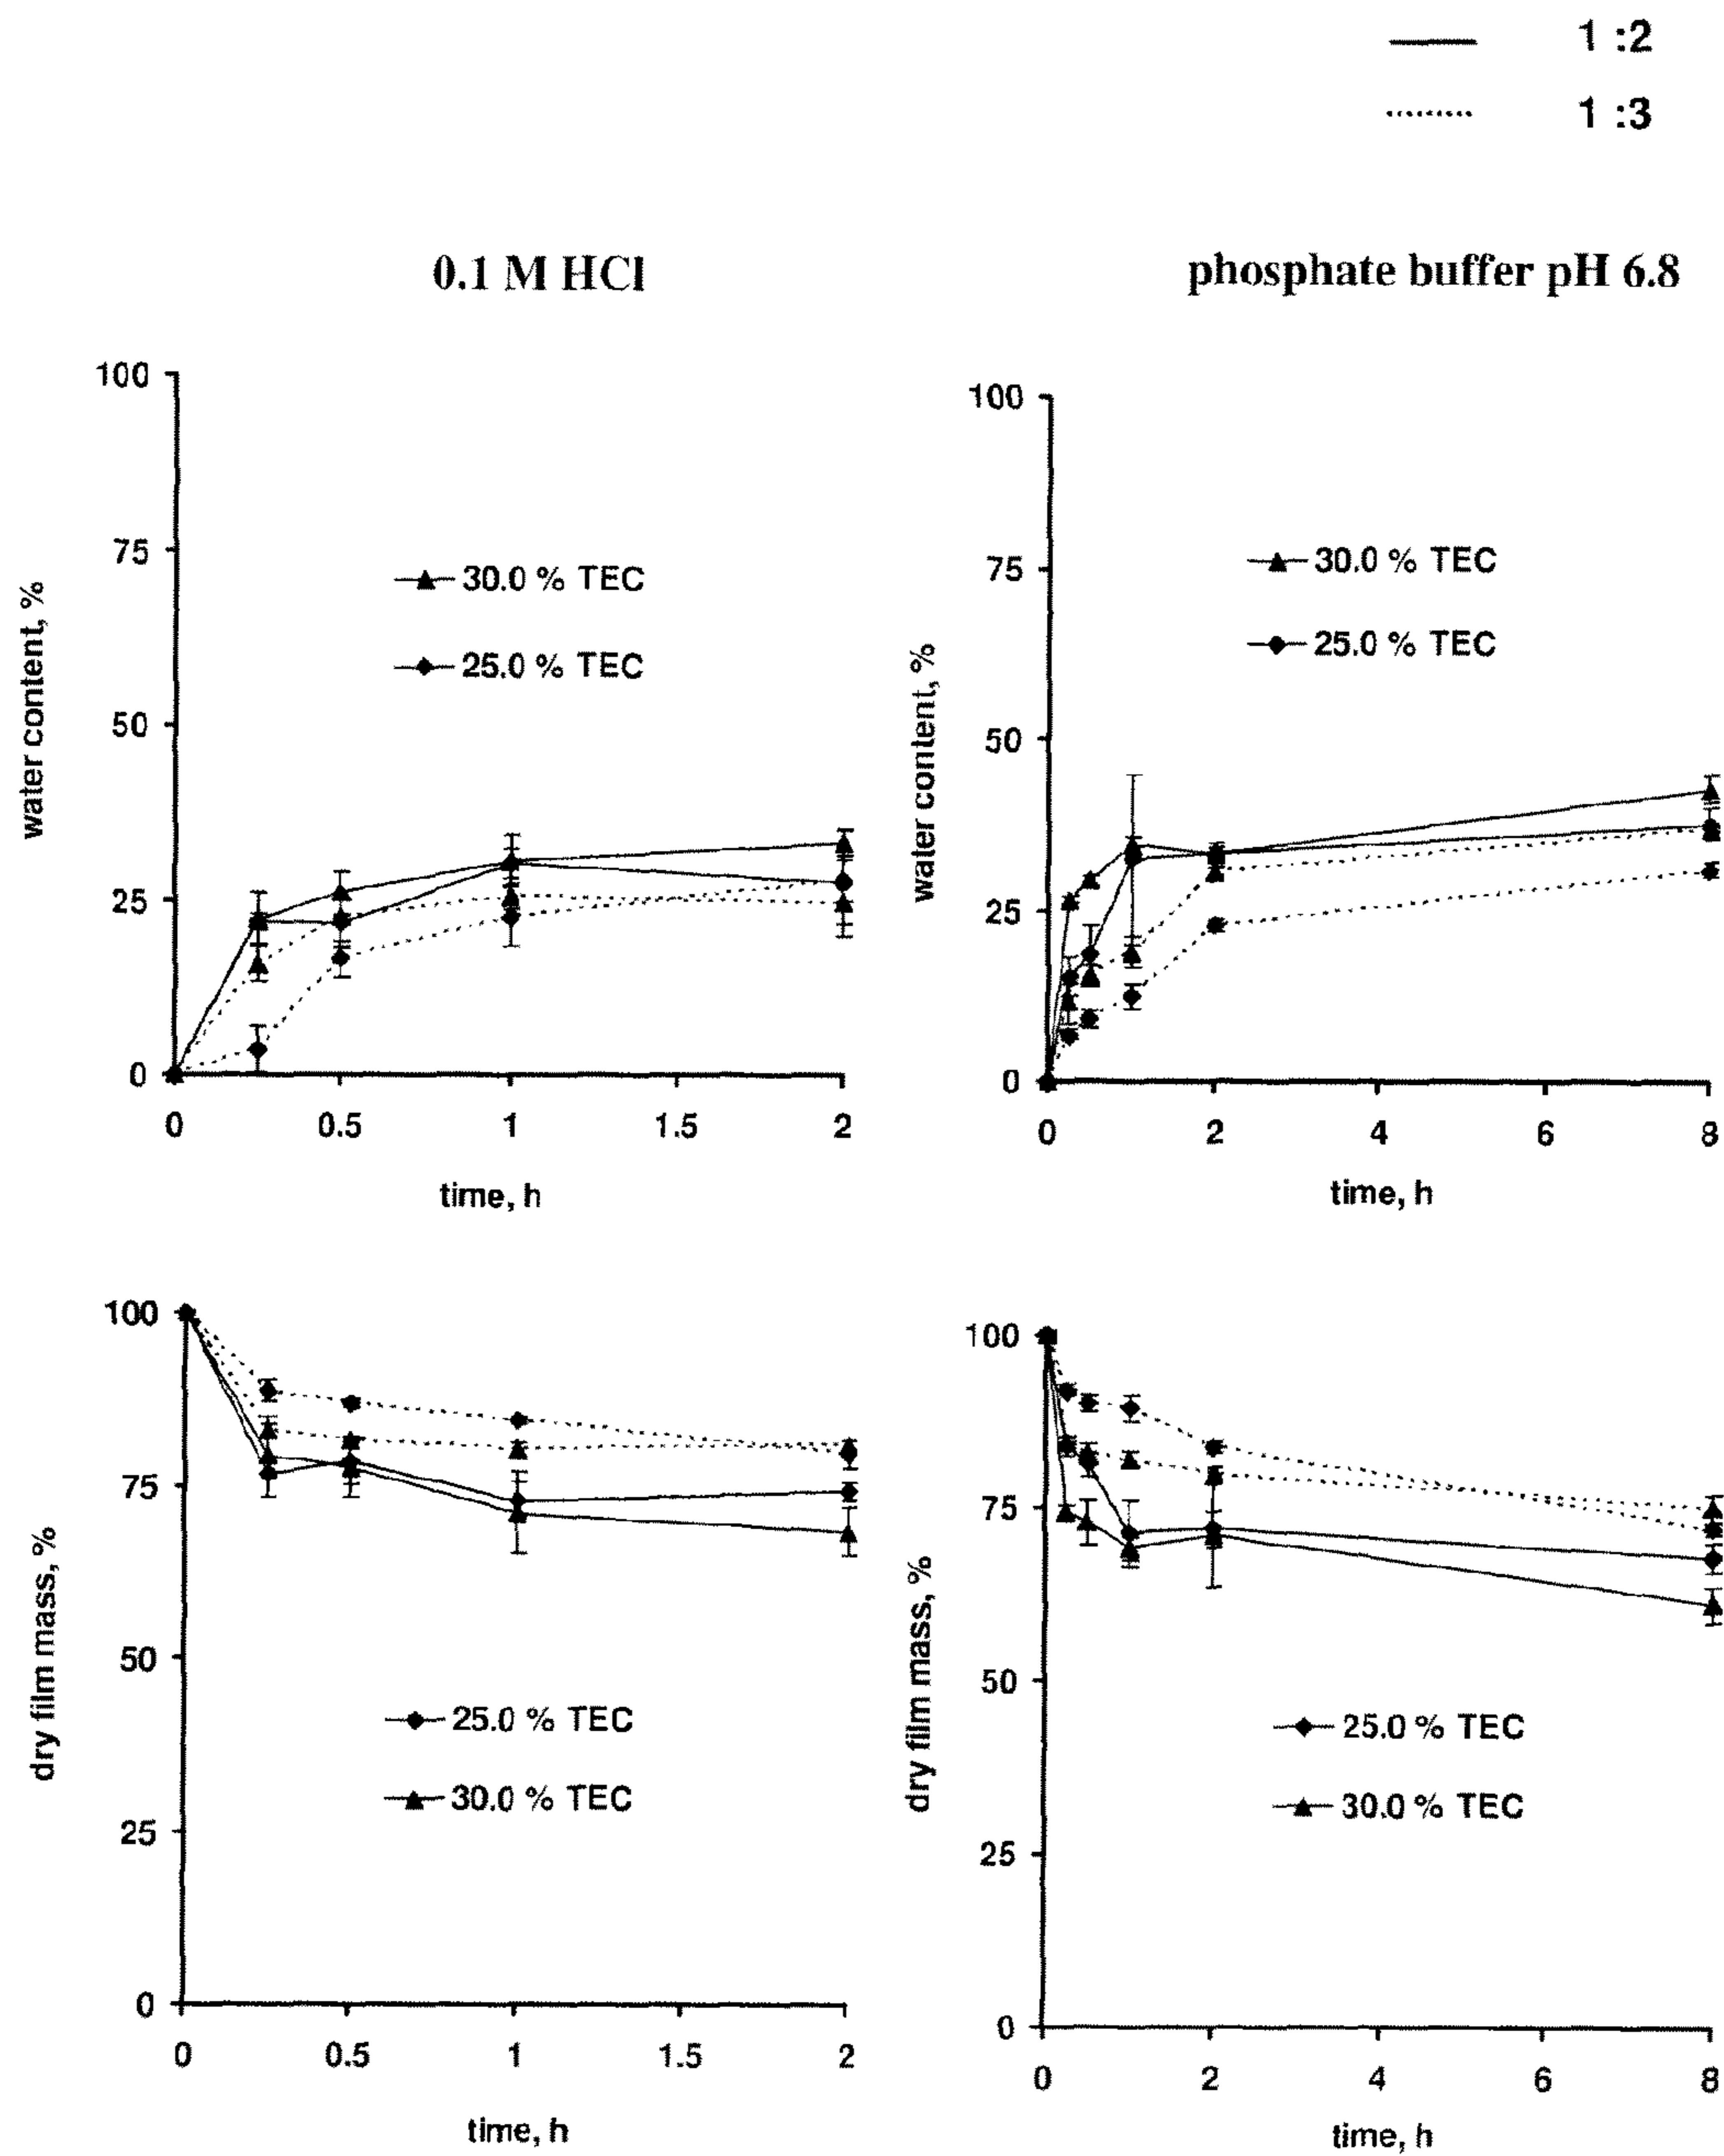 1 :2
1 :3
0.1 M HCl
phosphate buffer pH 6.8
100
75
50
25
0
water content, %
30.0 % TEC
25.0 % TEC
0 0.5 1 1.5 2
time, h
100
75
50
25
0
water content, %
30.0 % TEC
25.0 % TEC
0 2 4 6 8
time, h
100
75
50
25
0
dry film mass, %
25.0 % TEC
30.0 % TEC
0 0.5 1 1.5 2
time, h
100
75
50
25
0
dry film mass, %
25.0 % TEC
30.0 % TEC
0 2 4 6 8
time, h